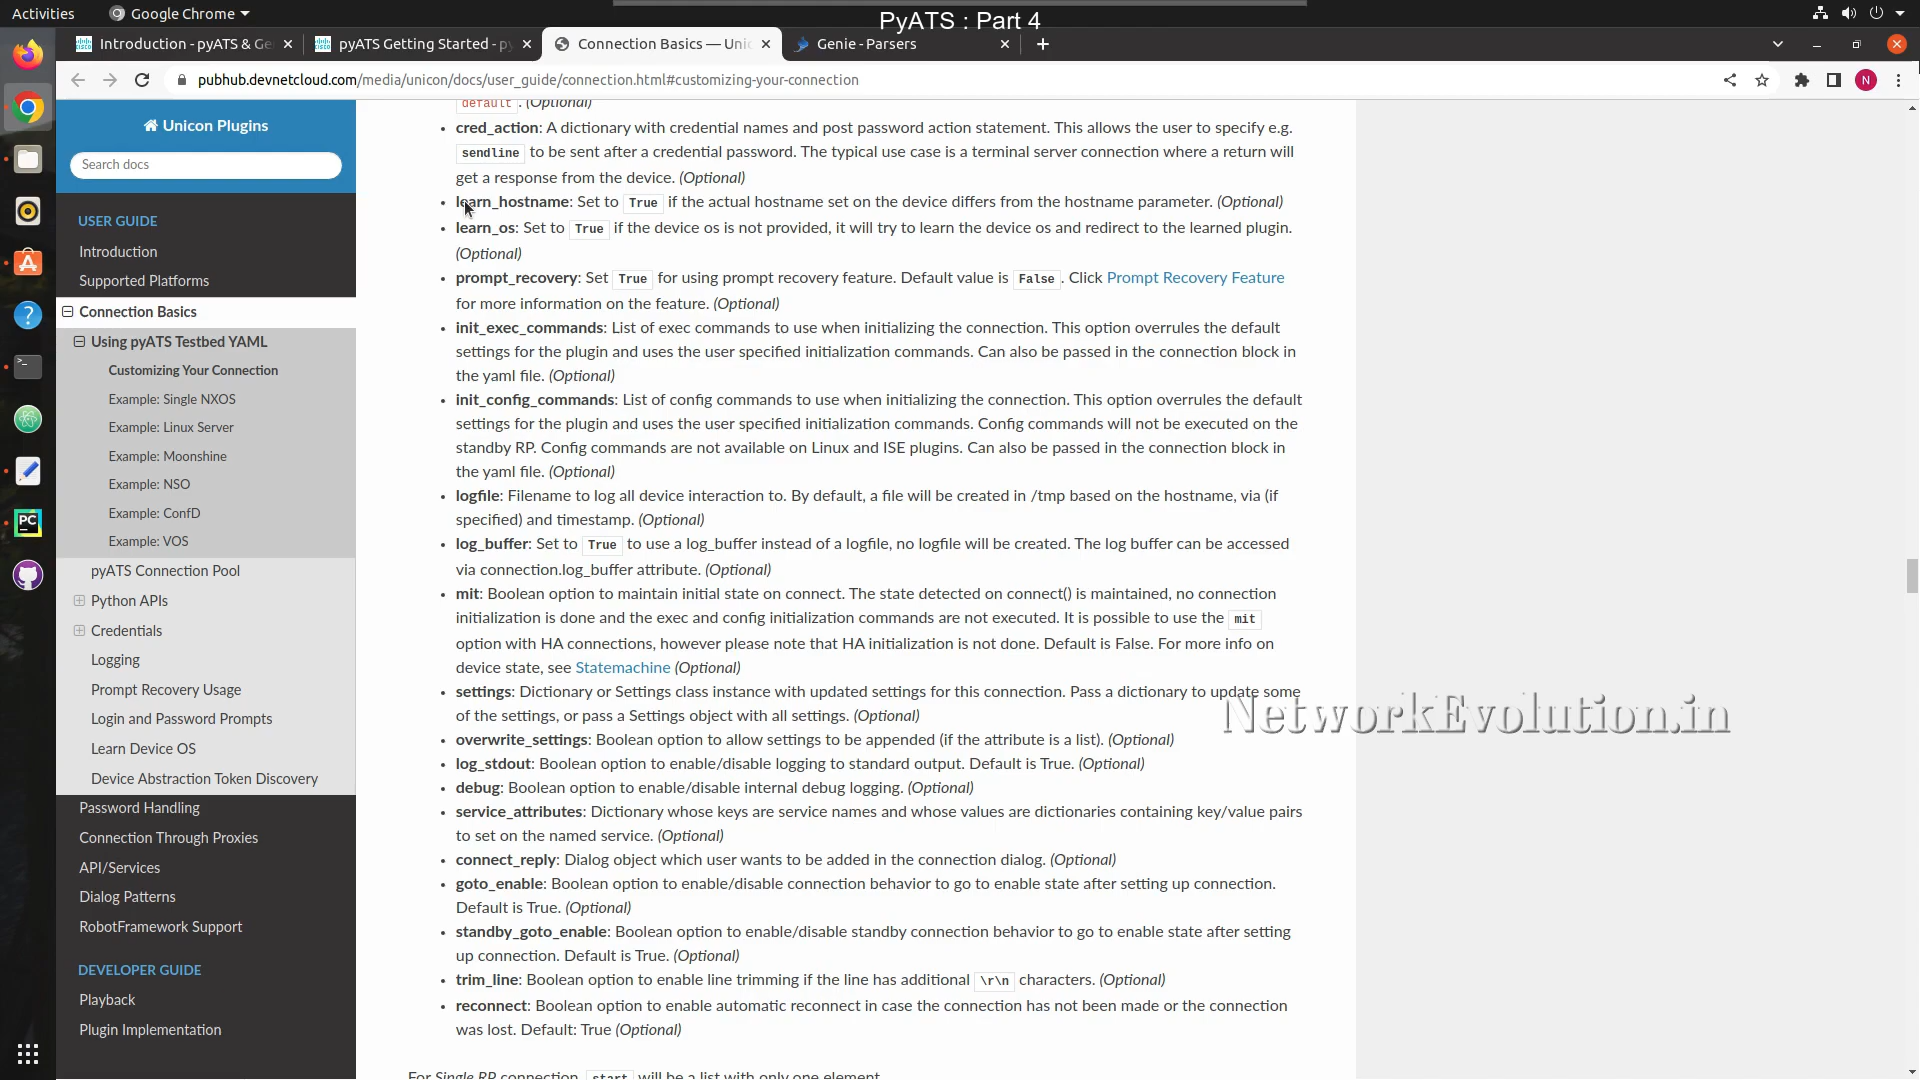 Activities
Google Chrome
PyATS : Part 4
Introduction - pyATS & Ge
pyATS Getting Started - py
Connection Basics — Unic
Genie - Parsers
pubhub.devnetcloud.com/media/unicon/docs/user_guide/connection.html#customizing-your-connection
N
Unicon Plugins
Search docs
USER GUIDE
Introduction
Supported Platforms
Connection Basics
Using pyATS Testbed YAML
Customizing Your Connection
Example: Single NXOS
Example: Linux Server
Example: Moonshine
Example: NSO
Example: ConfD
Example: VOS
pyATS Connection Pool
Python APIs
Credentials
Logging
Prompt Recovery Usage
Login and Password Prompts
Learn Device OS
Device Abstraction Token Discovery
Password Handling
Connection Through Proxies
API/Services
Dialog Patterns
RobotFramework Support
DEVELOPER GUIDE
Playback
Plugin Implementation
default . (Optional)
• cred_action: A dictionary with credential names and post password action statement. This allows the user to specify e.g.
sendline to be sent after a credential password. The typical use case is a terminal server connection where a return will
get a response from the device. (Optional)
• learn_hostname: Set to True if the actual hostname set on the device differs from the hostname parameter. (Optional)
• learn_os: Set to True if the device os is not provided, it will try to learn the device os and redirect to the learned plugin.
(Optional)
• prompt_recovery: Set True for using prompt recovery feature. Default value is False . Click Prompt Recovery Feature
for more information on the feature. (Optional)
• init_exec_commands: List of exec commands to use when initializing the connection. This option overrules the default
settings for the plugin and uses the user specified initialization commands. Can also be passed in the connection block in
the yaml file. (Optional)
• init_config_commands: List of config commands to use when initializing the connection. This option overrules the default
settings for the plugin and uses the user specified initialization commands. Config commands will not be executed on the
standby RP. Config commands are not available on Linux and ISE plugins. Can also be passed in the connection block in
the yaml file. (Optional)
• logfile: Filename to log all device interaction to. By default, a file will be created in /tmp based on the hostname, via (if
specified) and timestamp. (Optional)
• log_buffer: Set to True to use a log_buffer instead of a logfile, no logfile will be created. The log buffer can be accessed
via connection.log_buffer attribute. (Optional)
• mit: Boolean option to maintain initial state on connect. The state detected on connect() is maintained, no connection
initialization is done and the exec and config initialization commands are not executed. It is possible to use the mit
option with HA connections, however please note that HA initialization is not done. Default is False. For more info on
device state, see Statemachine (Optional)
• settings: Dictionary or Settings class instance with updated settings for this connection. Pass a dictionary to update some
of the settings, or pass a Settings object with all settings. (Optional)
• overwrite_settings: Boolean option to allow settings to be appended (if the attribute is a list). (Optional)
• log_stdout: Boolean option to enable/disable logging to standard output. Default is True. (Optional)
• debug: Boolean option to enable/disable internal debug logging. (Optional)
• service_attributes: Dictionary whose keys are service names and whose values are dictionaries containing key/value pairs
to set on the named service. (Optional)
• connect_reply: Dialog object which user wants to be added in the connection dialog. (Optional)
• goto_enable: Boolean option to enable/disable connection behavior to go to enable state after setting up connection.
Default is True. (Optional)
• standby_goto_enable: Boolean option to enable/disable standby connection behavior to go to enable state after setting
up connection. Default is True. (Optional)
• trim_line: Boolean option to enable line trimming if the line has additional \r\n characters. (Optional)
• reconnect: Boolean option to enable automatic reconnect in case the connection has not been made or the connection
was lost. Default: True (Optional)
For Single RP connection, start will be a list with only one element
NetworkEvolution.in
PC